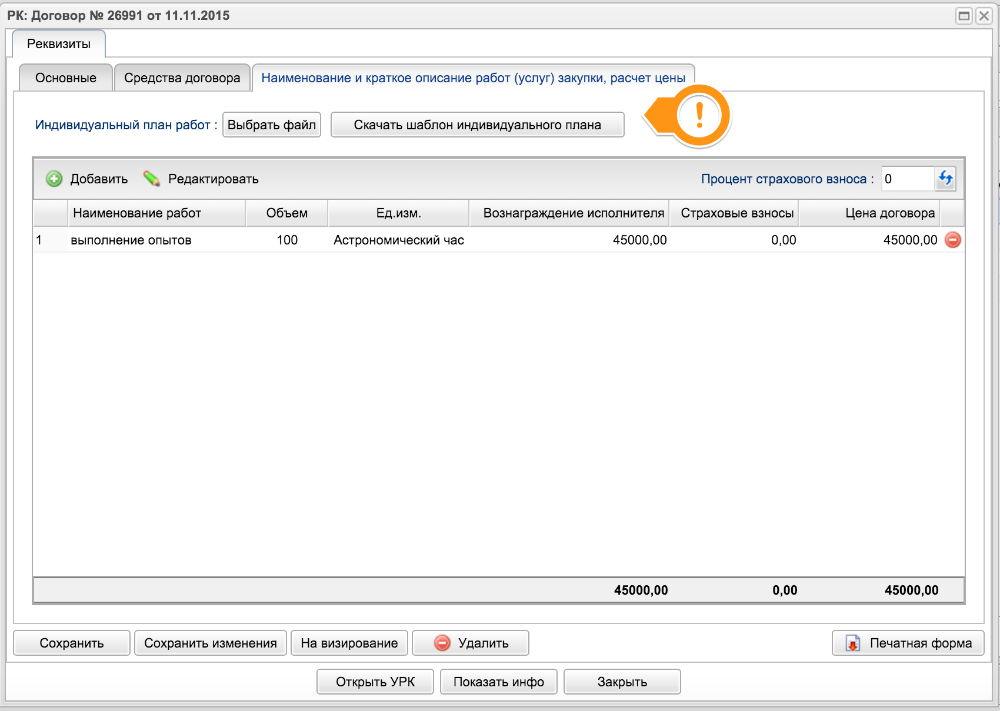 РК: Договор № 26991 от 11.11.2015
Реквизиты
Основные Средства договора Наименование и краткое описание работ (услуг) закупки, расчет цены
Индивидуальный план работ : Выбрать файл Скачать шаблон индивидуального плана !
Добавить Редактировать Процент страхового взноса : 0
Наименование работ Объем Ед.изм. Вознаграждение исполнителя Страховые взносы Цена договора
1 выполнение опытов 100 Астрономический час 45000,00 0,00 45000,00
45000,00 0,00 45000,00
Сохранить Сохранить изменения На визирование Удалить Печатная форма
Открыть УРК Показать инфо Закрыть